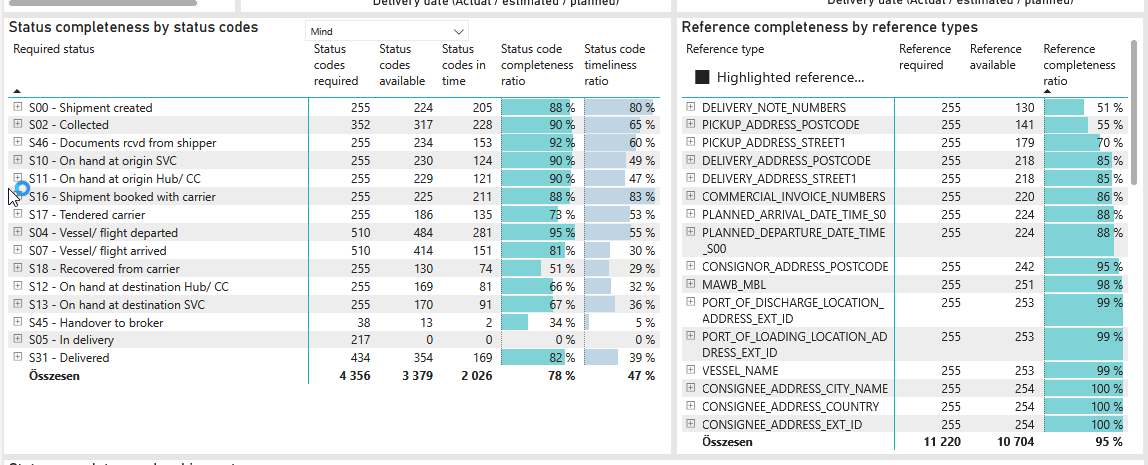 Delivery date (Actual / estimated / planned)
Delivery date (Actual / estimated / planned)
Status completeness by status codes
Mind
Required status
Status codes required
Status codes available
Status codes in time
Status code completeness ratio
Status code timeliness ratio
S00 - Shipment created 255 224 205 88 % 80 %
S02 - Collected 352 317 228 90 % 65 %
S46 - Documents rcvd from shipper 255 234 153 92 % 60 %
S10 - On hand at origin SVC 255 230 124 90 % 49 %
S11 - On hand at origin Hub/ CC 255 229 121 90 % 47 %
S16 - Shipment booked with carrier 255 225 211 88 % 83 %
S17 - Tendered carrier 255 186 135 73 % 53 %
S04 - Vessel/ flight departed 510 484 281 95 % 55 %
S07 - Vessel/ flight arrived 510 414 151 81 % 30 %
S18 - Recovered from carrier 255 130 74 51 % 29 %
S12 - On hand at destination Hub/ CC 255 169 81 66 % 32 %
S13 - On hand at destination SVC 255 170 91 67 % 36 %
S45 - Handover to broker 38 13 2 34 % 5 %
S05 - In delivery 217 0 0 0 % 0 %
S31 - Delivered 434 354 169 82 % 39 %
Összesen 4 356 3 379 2 026 78 % 47 %
Reference completeness by reference types
Reference type
Highlighted reference...
Reference required
Reference available
Reference completeness ratio
DELIVERY_NOTE_NUMBERS 255 130 51 %
PICKUP_ADDRESS_POSTCODE 255 141 55 %
PICKUP_ADDRESS_STREET1 255 179 70 %
DELIVERY_ADDRESS_POSTCODE 255 218 85 %
DELIVERY_ADDRESS_STREET1 255 218 85 %
COMMERCIAL_INVOICE_NUMBERS 255 220 86 %
PLANNED_ARRIVAL_DATE_TIME_S0 255 224 88 %
PLANNED_DEPARTURE_DATE_TIME 255 224 88 %
_S00
CONSIGNOR_ADDRESS_POSTCODE 255 242 95 %
MAWB_MBL 255 251 98 %
PORT_OF_DISCHARGE_LOCATION_ 255 253 99 %
ADDRESS_EXT_ID
PORT_OF_LOADING_LOCATION_AD 255 253 99 %
DRESS_EXT_ID
VESSEL_NAME 255 253 99 %
CONSIGNEE_ADDRESS_CITY_NAME 255 254 100 %
CONSIGNEE_ADDRESS_COUNTRY 255 254 100 %
CONSIGNEE_ADDRESS_EXT_ID 255 254 100 %
Összesen 11 220 10 704 95 %